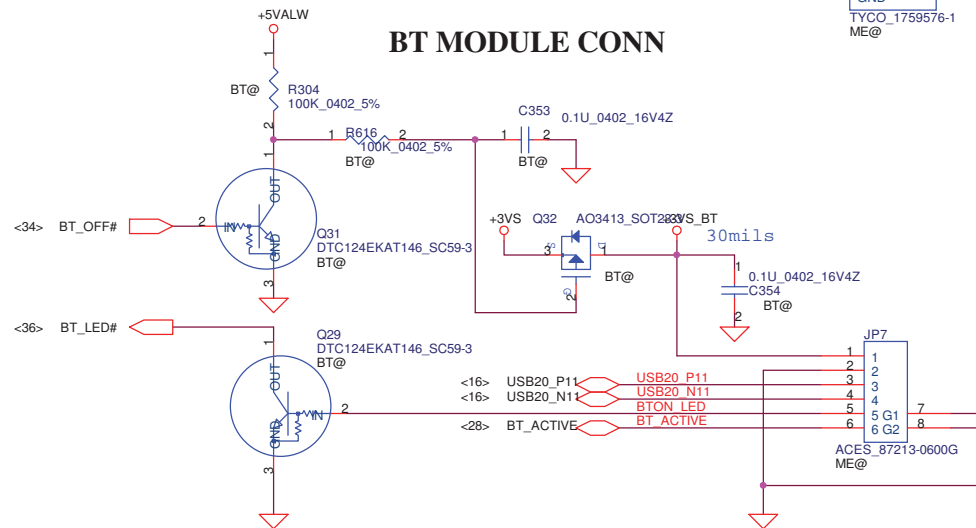 +5VALW
GND
TYCO_1759576-1
ME@
BT MODULE CONN
1
BT@
R304
100K_0402_5%
2
1
R616
2
100K_0402_5%
BT@
C353
0.1U_0402_16V4Z
1
2
BT@
1
OUT
<34>
BT_OFF#
2
IN
GND
Q31
DTC124EKAT146_SC59-3
BT@
3
+3VS
Q32
AO3413_SOT23-3
+3VS_BT
30mils
3
S
D
1
BT@
G
2
1
0.1U_0402_16V4Z
C354
BT@
2
<36>
BT_LED#
1
OUT
Q29
DTC124EKAT146_SC59-3
BT@
IN
2
GND
3
JP7
<16>
USB20_P11
USB20_P11
<16>
USB20_N11
USB20_N11
BTON_LED
<28>
BT_ACTIVE
BT_ACTIVE
1
1
2
2
3
3
4
4
5
5 G1
7
6
6 G2
8
ACES_87213-0600G
ME@